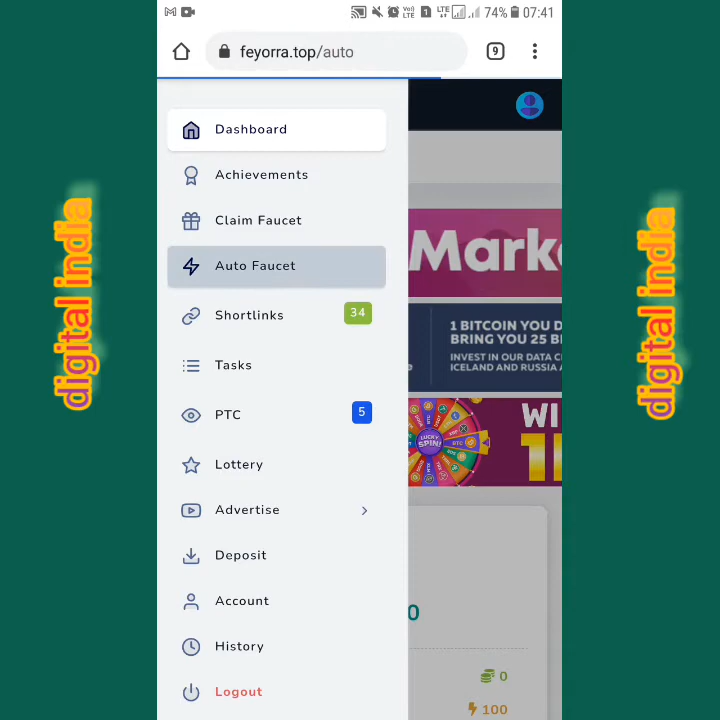 74% 07:41
feyorra.top/auto
9
Dashboard
Achievements
Claim Faucet
Auto Faucet
Shortlinks 34
Tasks
PTC 5
Lottery
Advertise
Deposit
Account
History
Logout
Mark
1 BITCOIN YOU D
BRING YOU 25 B
INVEST IN OUR DATA CE
ICELAND AND RUSSIA A
LUCKY
SPIN!
WI
0
0
100
digital india
digital india